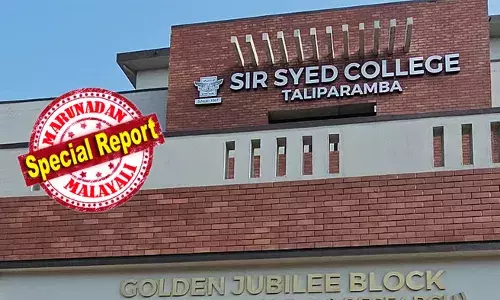 SIR SYED COLLEGE
TALIPARAMBA
MARUNADAN
Special Report
MALAYALI
GOLDEN JUBILEE BLOCK